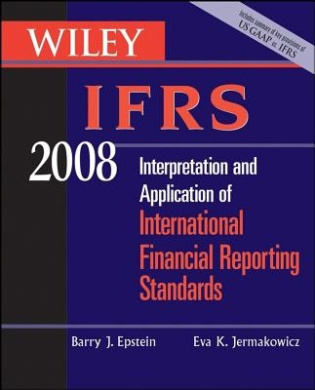 Includes summary of key provisions of
US GAAP vs. IFRS
WILEY
IFRS
2008
Interpretation and
Application of
International
Financial Reporting
Standards
Barry J. Epstein
Eva K. Jermakowicz